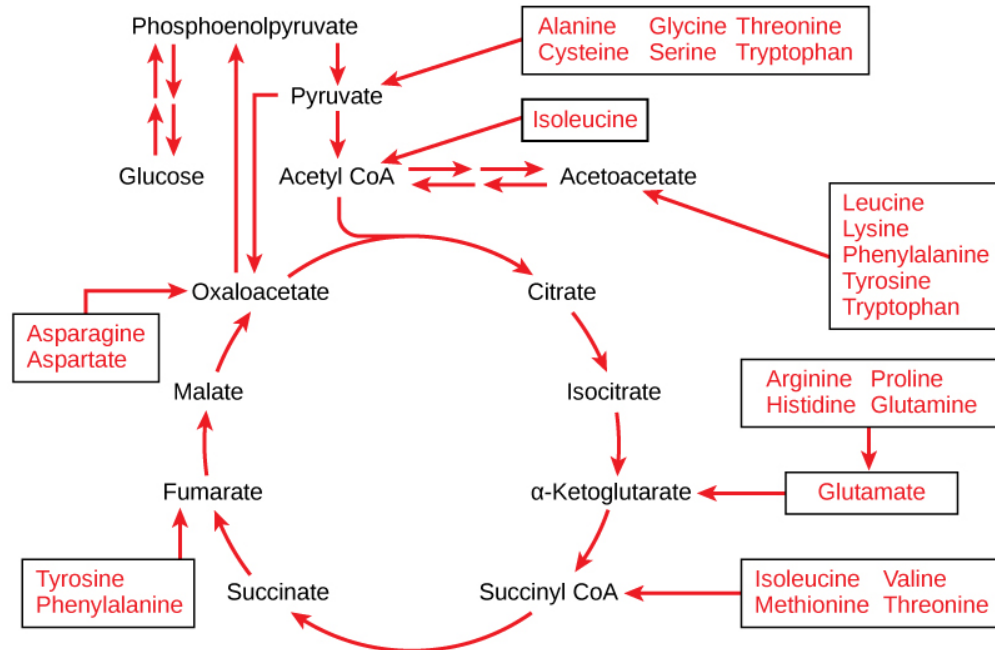 Phosphoenolpyruvate
Alanine Glycine Threonine
Cysteine Serine Tryptophan
Pyruvate
Isoleucine
Glucose
Acetyl CoA
Acetoacetate
Leucine
Lysine
Phenylalanine
Tyrosine
Tryptophan
Oxaloacetate
Citrate
Asparagine
Aspartate
Malate
Isocitrate
Arginine Proline
Histidine Glutamine
Fumarate
α-Ketoglutarate
Glutamate
Tyrosine
Phenylalanine
Succinate
Succinyl CoA
Isoleucine Valine
Methionine Threonine